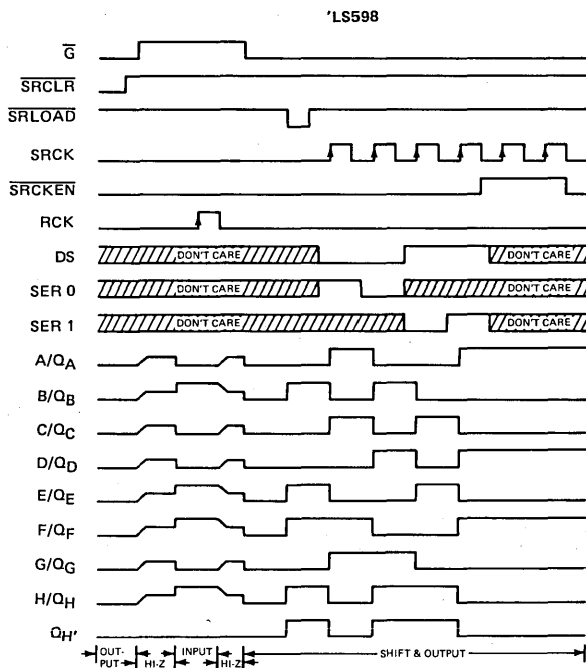 'LS598
G
SRCLR
SRLOAD
SRCK
SRCKEN
RCK
DS DON'T CARE DON'T CARE
SER 0 DON'T CARE DON'T CARE
SER 1 DON'T CARE DON'T CARE
A/QA
B/QB
C/QC
D/QD
E/QE
F/QF
G/QG
H/QH
QH'
OUT-
PUT
HI-Z
INPUT
HI-Z
SHIFT & OUTPUT